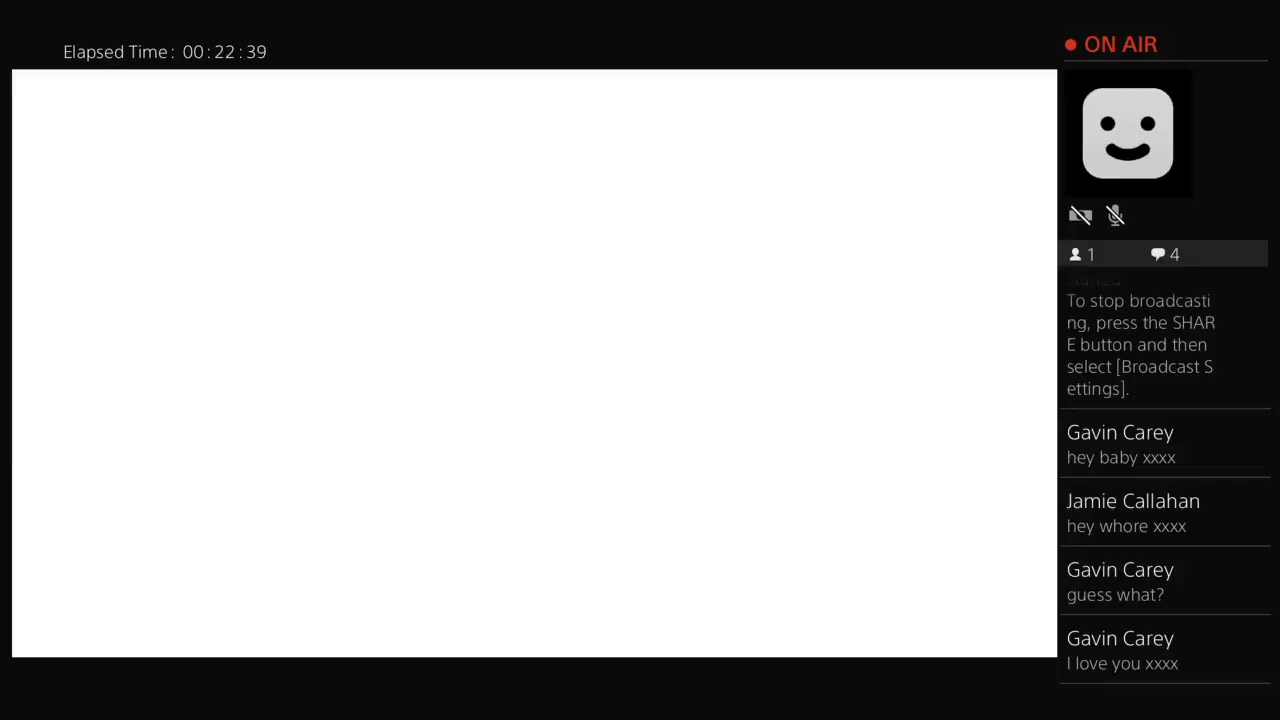 Elapsed Time: 00:22:39
ON AIR
1 4
started
To stop broadcasti
ng, press the SHAR
E button and then
select [Broadcast S
ettings].
Gavin Carey
hey baby xxxx
Jamie Callahan
hey whore xxxx
Gavin Carey
guess what?
Gavin Carey
I love you xxxx